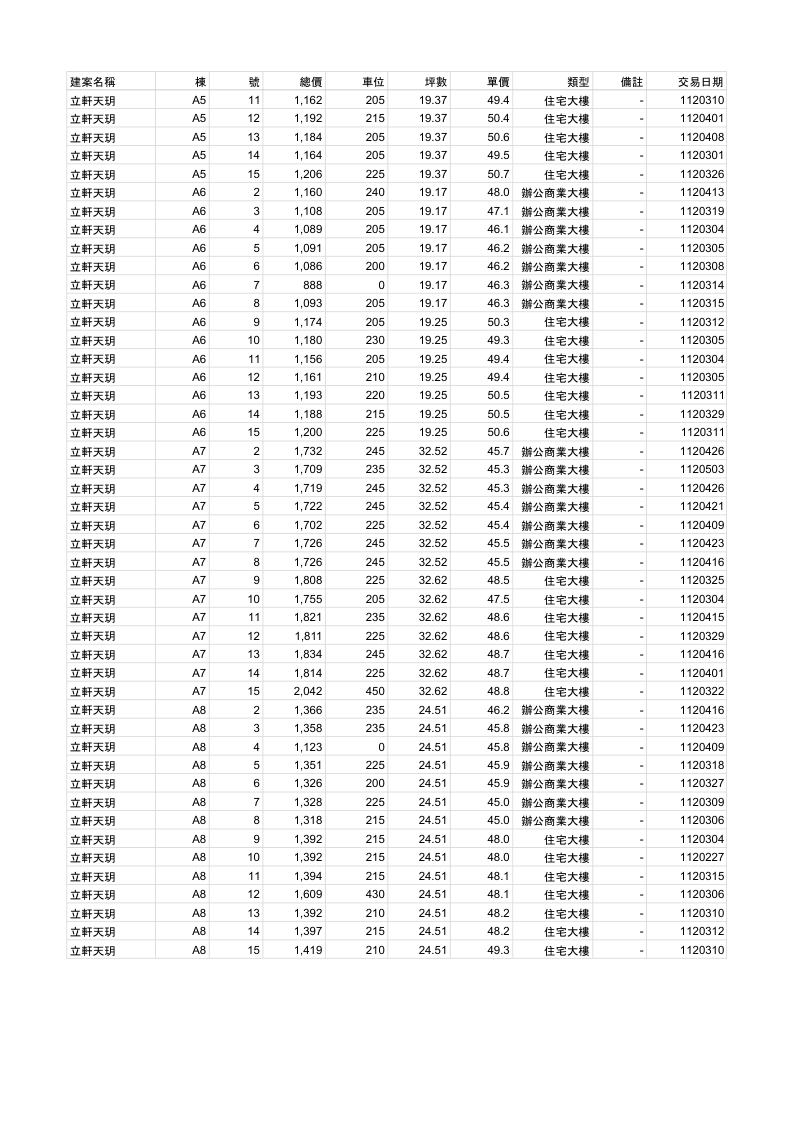 建案名稱 棟 號 總價 車位 坪數 單價 類型 備註 交易日期
立軒天玥 A5 11 1,162 205 19.37 49.4 住宅大樓 - 1120310
立軒天玥 A5 12 1,192 215 19.37 50.4 住宅大樓 - 1120401
立軒天玥 A5 13 1,184 205 19.37 50.6 住宅大樓 - 1120408
立軒天玥 A5 14 1,164 205 19.37 49.5 住宅大樓 - 1120301
立軒天玥 A5 15 1,206 225 19.37 50.7 住宅大樓 - 1120326
立軒天玥 A6 2 1,160 240 19.17 48.0 辦公商業大樓 - 1120413
立軒天玥 A6 3 1,108 205 19.17 47.1 辦公商業大樓 - 1120319
立軒天玥 A6 4 1,089 205 19.17 46.1 辦公商業大樓 - 1120304
立軒天玥 A6 5 1,091 205 19.17 46.2 辦公商業大樓 - 1120305
立軒天玥 A6 6 1,086 200 19.17 46.2 辦公商業大樓 - 1120308
立軒天玥 A6 7 888 0 19.17 46.3 辦公商業大樓 - 1120314
立軒天玥 A6 8 1,093 205 19.17 46.3 辦公商業大樓 - 1120315
立軒天玥 A6 9 1,174 205 19.25 50.3 住宅大樓 - 1120312
立軒天玥 A6 10 1,180 230 19.25 49.3 住宅大樓 - 1120305
立軒天玥 A6 11 1,156 205 19.25 49.4 住宅大樓 - 1120304
立軒天玥 A6 12 1,161 210 19.25 49.4 住宅大樓 - 1120305
立軒天玥 A6 13 1,193 220 19.25 50.5 住宅大樓 - 1120311
立軒天玥 A6 14 1,188 215 19.25 50.5 住宅大樓 - 1120329
立軒天玥 A6 15 1,200 225 19.25 50.6 住宅大樓 - 1120311
立軒天玥 A7 2 1,732 245 32.52 45.7 辦公商業大樓 - 1120426
立軒天玥 A7 3 1,709 235 32.52 45.3 辦公商業大樓 - 1120503
立軒天玥 A7 4 1,719 245 32.52 45.3 辦公商業大樓 - 1120426
立軒天玥 A7 5 1,722 245 32.52 45.4 辦公商業大樓 - 1120421
立軒天玥 A7 6 1,702 225 32.52 45.4 辦公商業大樓 - 1120409
立軒天玥 A7 7 1,726 245 32.52 45.5 辦公商業大樓 - 1120423
立軒天玥 A7 8 1,726 245 32.52 45.5 辦公商業大樓 - 1120416
立軒天玥 A7 9 1,808 225 32.62 48.5 住宅大樓 - 1120325
立軒天玥 A7 10 1,755 205 32.62 47.5 住宅大樓 - 1120304
立軒天玥 A7 11 1,821 235 32.62 48.6 住宅大樓 - 1120415
立軒天玥 A7 12 1,811 225 32.62 48.6 住宅大樓 - 1120329
立軒天玥 A7 13 1,834 245 32.62 48.7 住宅大樓 - 1120416
立軒天玥 A7 14 1,814 225 32.62 48.7 住宅大樓 - 1120401
立軒天玥 A7 15 2,042 450 32.62 48.8 住宅大樓 - 1120322
立軒天玥 A8 2 1,366 235 24.51 46.2 辦公商業大樓 - 1120416
立軒天玥 A8 3 1,358 235 24.51 45.8 辦公商業大樓 - 1120423
立軒天玥 A8 4 1,123 0 24.51 45.8 辦公商業大樓 - 1120409
立軒天玥 A8 5 1,351 225 24.51 45.9 辦公商業大樓 - 1120318
立軒天玥 A8 6 1,326 200 24.51 45.9 辦公商業大樓 - 1120327
立軒天玥 A8 7 1,328 225 24.51 45.0 辦公商業大樓 - 1120309
立軒天玥 A8 8 1,318 215 24.51 45.0 辦公商業大樓 - 1120306
立軒天玥 A8 9 1,392 215 24.51 48.0 住宅大樓 - 1120304
立軒天玥 A8 10 1,392 215 24.51 48.0 住宅大樓 - 1120227
立軒天玥 A8 11 1,394 215 24.51 48.1 住宅大樓 - 1120315
立軒天玥 A8 12 1,609 430 24.51 48.1 住宅大樓 - 1120306
立軒天玥 A8 13 1,392 210 24.51 48.2 住宅大樓 - 1120310
立軒天玥 A8 14 1,397 215 24.51 48.2 住宅大樓 - 1120312
立軒天玥 A8 15 1,419 210 24.51 49.3 住宅大樓 - 1120310